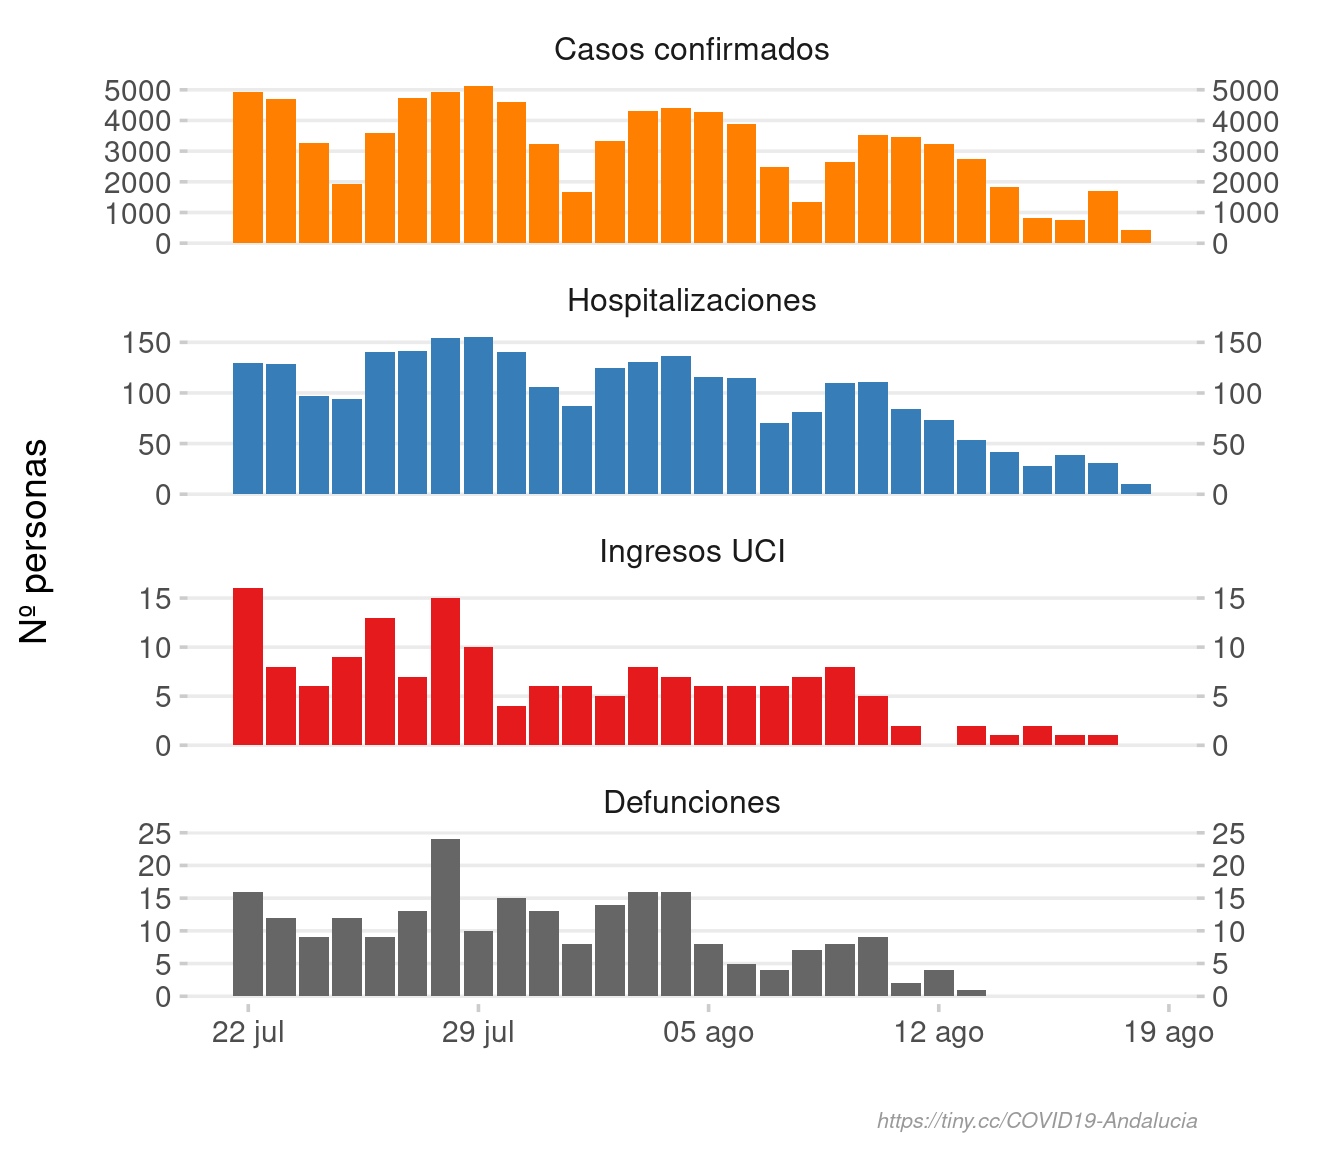 Casos confirmados
5000 5000
4000 4000
3000 3000
2000 2000
1000 1000
0 0
Hospitalizaciones
150 150
100 100
50 50
0 0
Nº personas
Ingresos UCI
15 15
10 10
5 5
0 0
Defunciones
25 25
20 20
15 15
10 10
5 5
0 0
22 jul 29 jul 05 ago 12 ago 19 ago
https://tiny.cc/COVID19-Andalucia